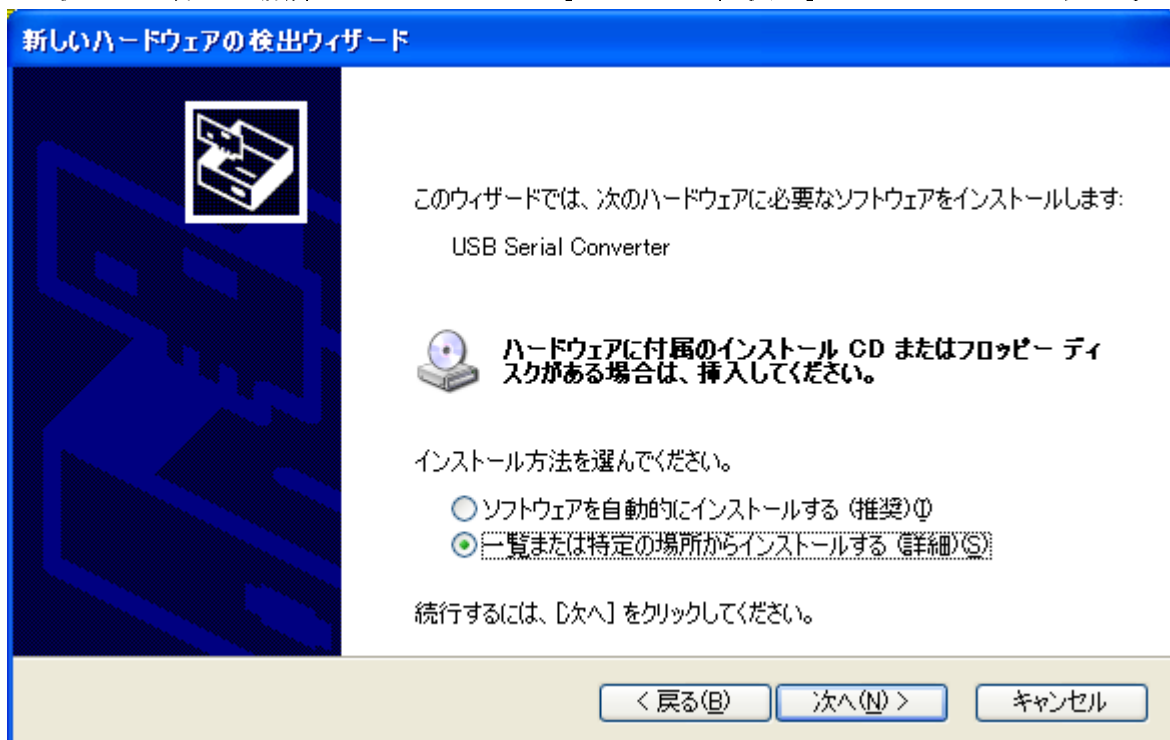 新しいハードウェアの検出ウィザード
このウィザードでは、次のハードウェアに必要なソフトウェアをインストールします:
USB Serial Converter
ハードウェアに付属のインストール CD またはフロッピー ディ
スクがある場合は、挿入してください。
インストール方法を選んでください。
ソフトウェアを自動的にインストールする (推奨)(I)
一覧または特定の場所からインストールする (詳細)(S)
続行するには、[次へ] をクリックしてください。
< 戻る(B)
次へ(N) >
キャンセル